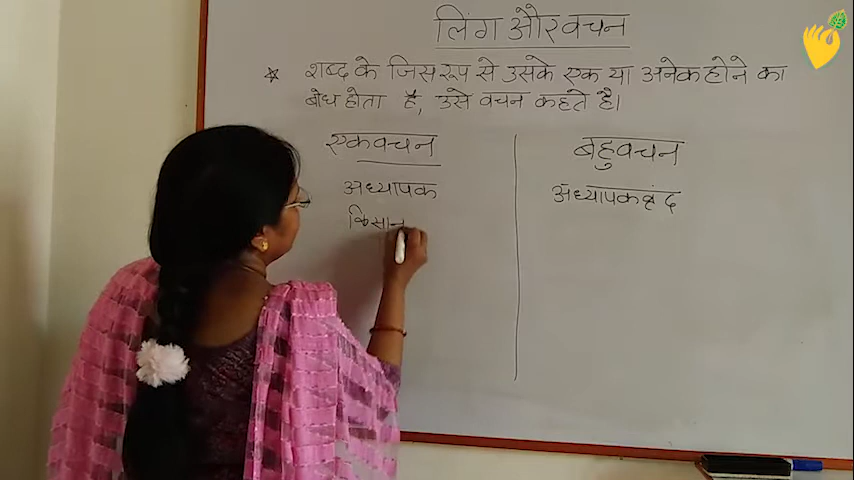 लिंग और वचन
* शब्द के जिस रूप से उसके एक या अनेक होने का
बोध होता है, उसे वचन कहते है।
एकवचन
बहुवचन
अध्यापक
अध्यापकवृंद
किसान